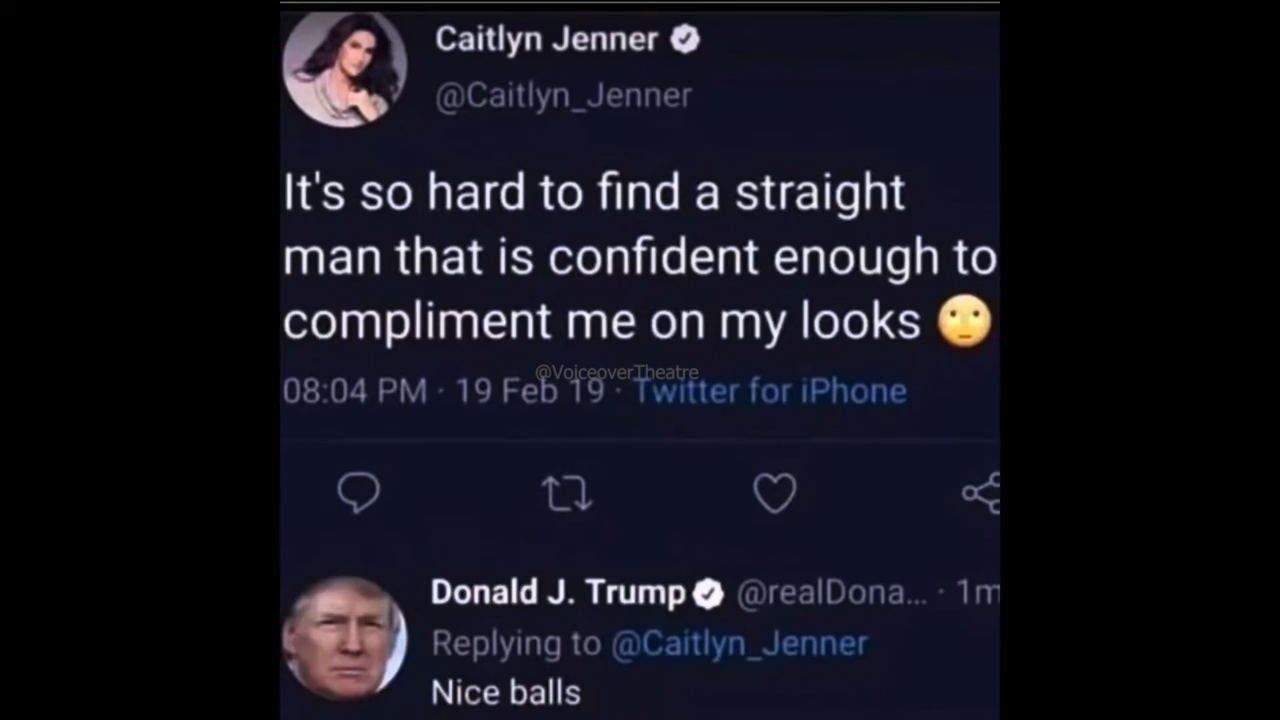 Caitlyn Jenner
@Caitlyn_Jenner
It's so hard to find a straight
man that is confident enough to
compliment me on my looks 🙄
@VoiceoverTheatre
08:04 PM · 19 Feb 19 · Twitter for iPhone
Donald J. Trump @realDona... · 1m
Replying to @Caitlyn_Jenner
Nice balls